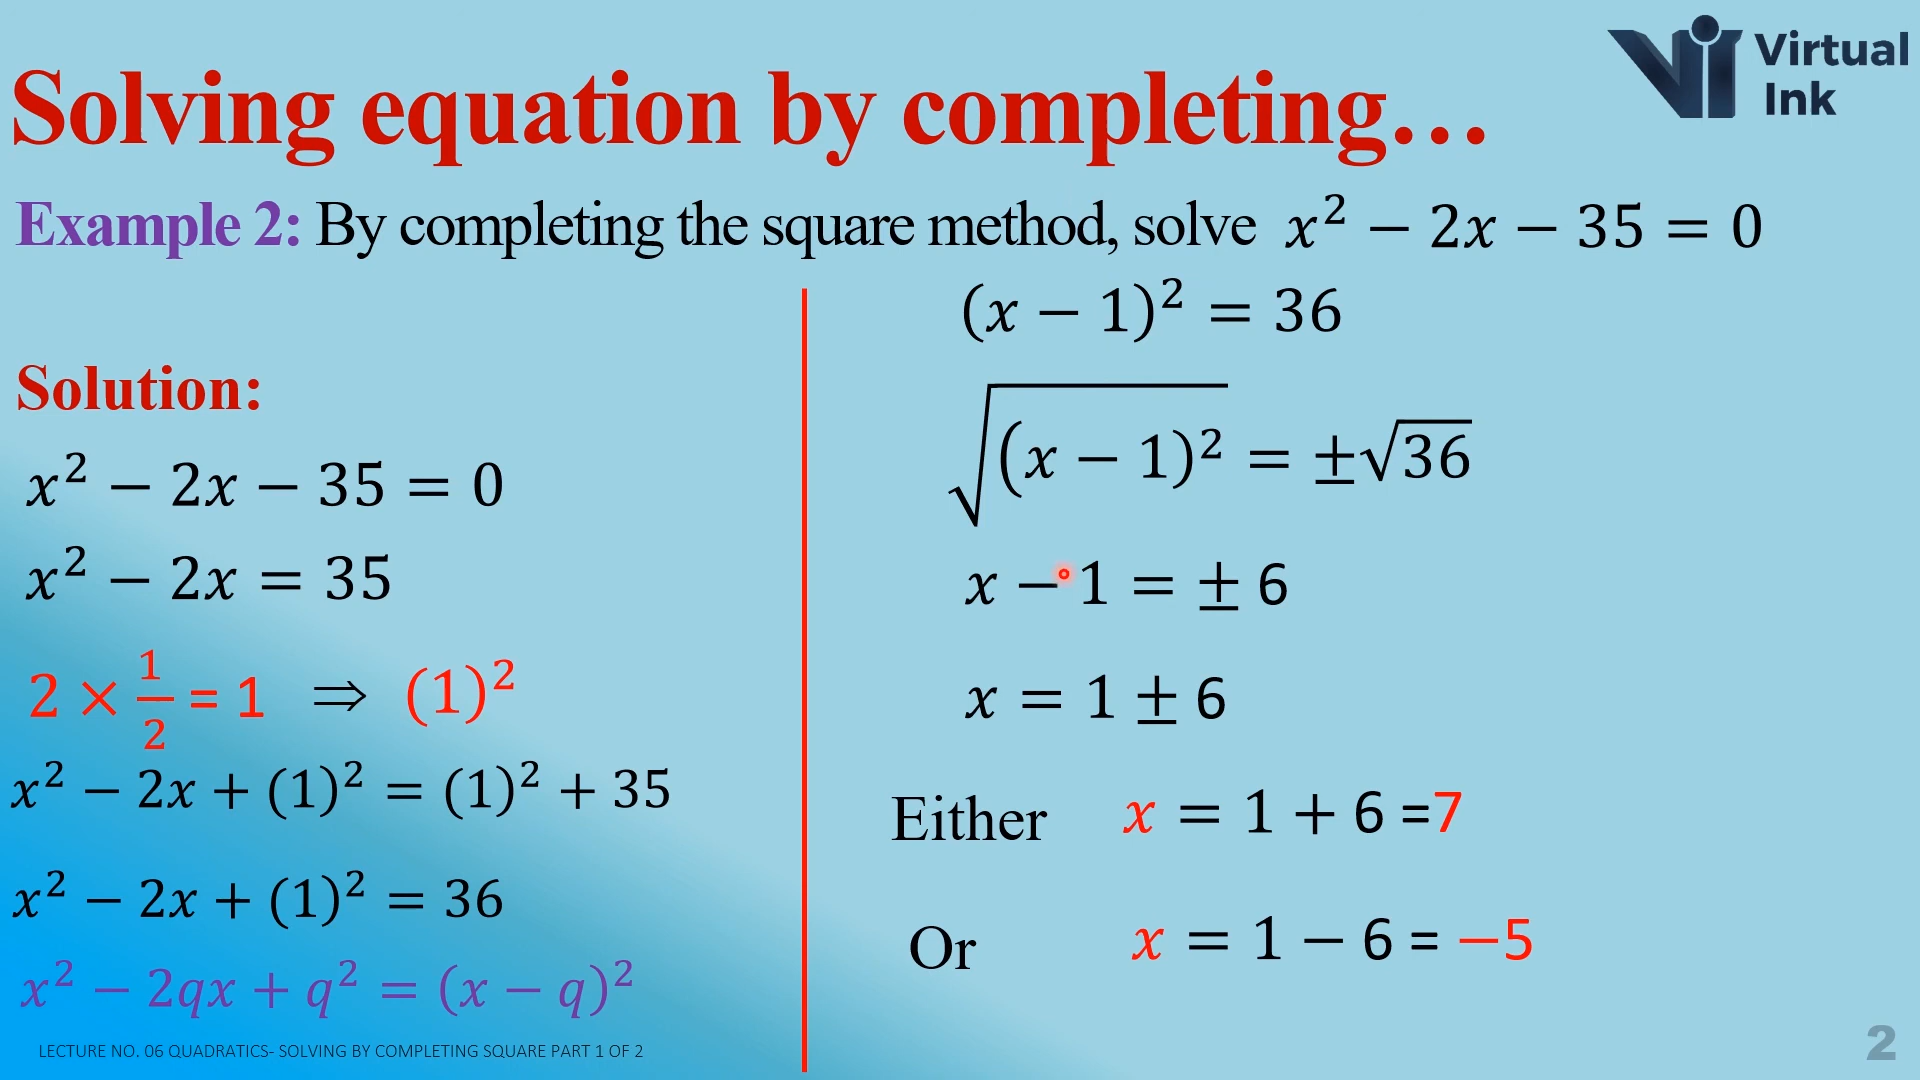 Virtual
Ink
Solving equation by completing…
Example 2: By completing the square method, solve x² − 2x − 35 = 0
Solution:
x² − 2x − 35 = 0
x² − 2x = 35
2 × 1/2 = 1 ⇒ (1)²
x² − 2x + (1)² = (1)² + 35
x² − 2x + (1)² = 36
x² − 2qx + q² = (x − q)²
(x − 1)² = 36
√(x − 1)² = ±√36
x − 1 = ± 6
x = 1 ± 6
Either x = 1 + 6 =7
Or x = 1 − 6 = −5
LECTURE NO. 06 QUADRATICS- SOLVING BY COMPLETING SQUARE PART 1 OF 2
2